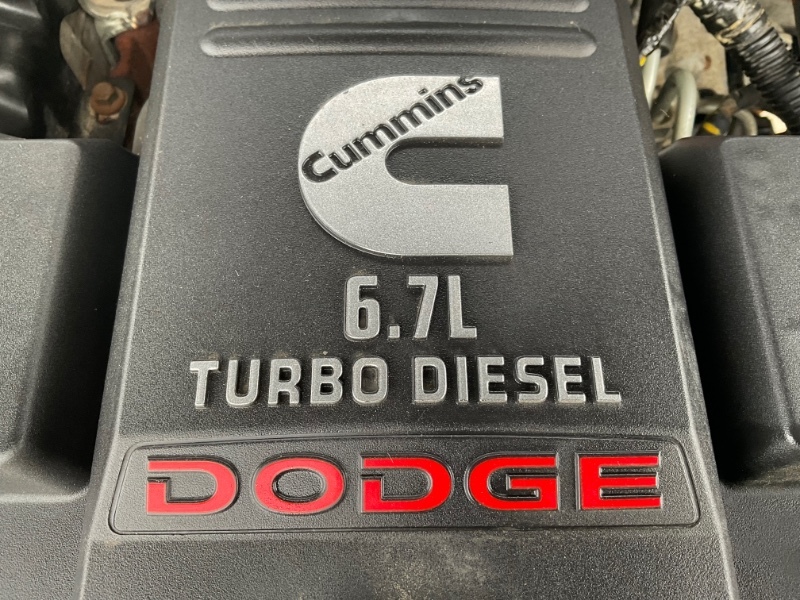 Cummins
6.7L
TURBO DIESEL
DODGE